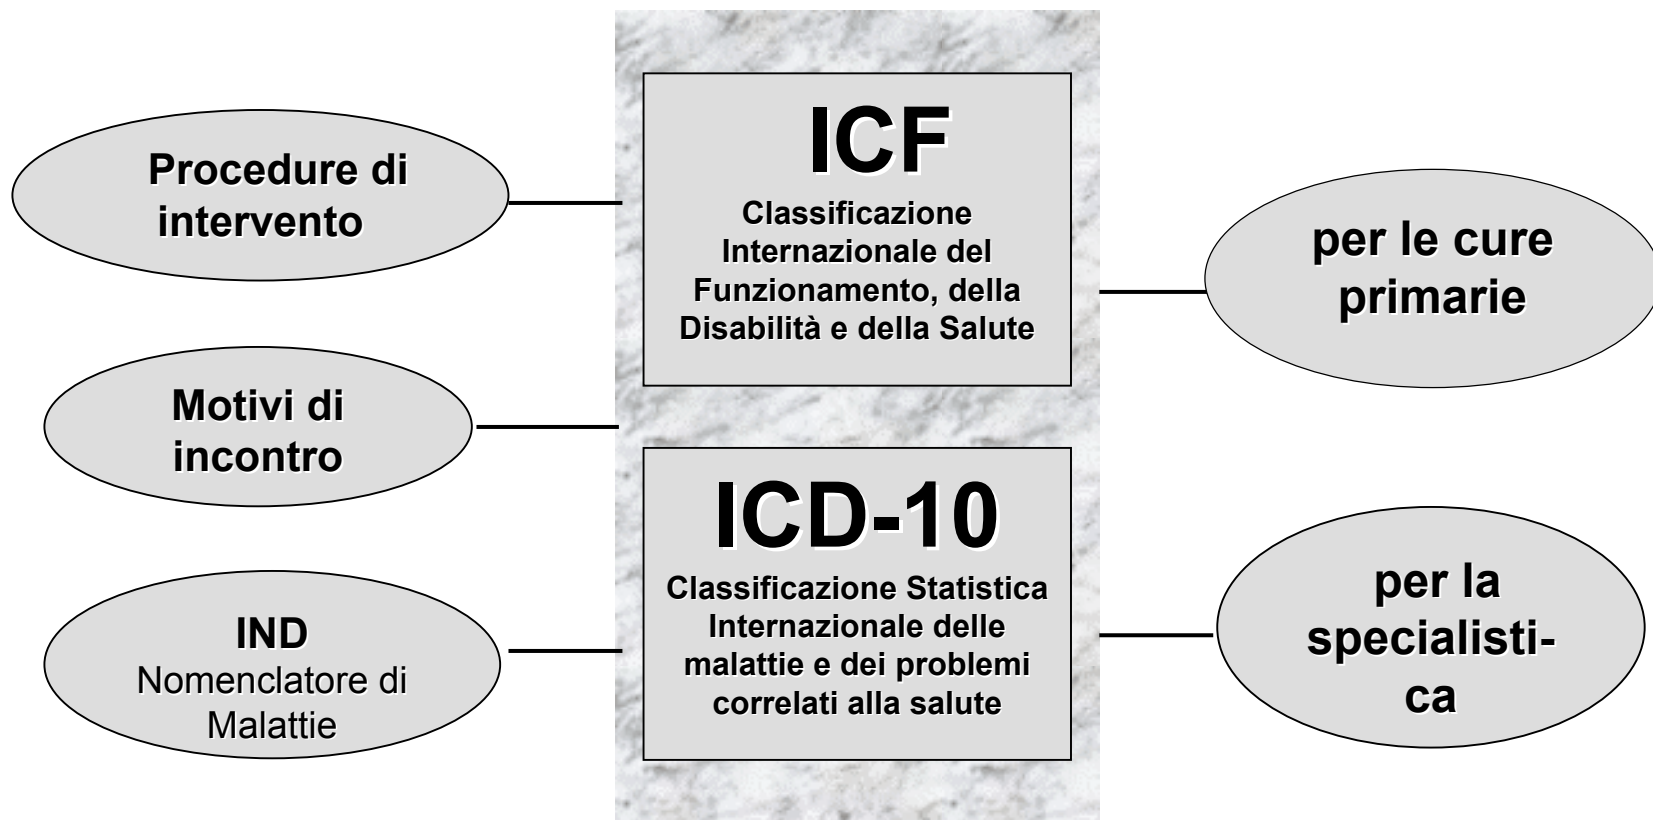 Procedure di
intervento
Motivi di
incontro
IND
Nomenclatore di
Malattie
ICF
Classificazione
Internazionale del
Funzionamento, della
Disabilità e della Salute
ICD-10
Classificazione Statistica
Internazionale delle
malattie e dei problemi
correlati alla salute
per le cure
primarie
per la
specialisti-
ca